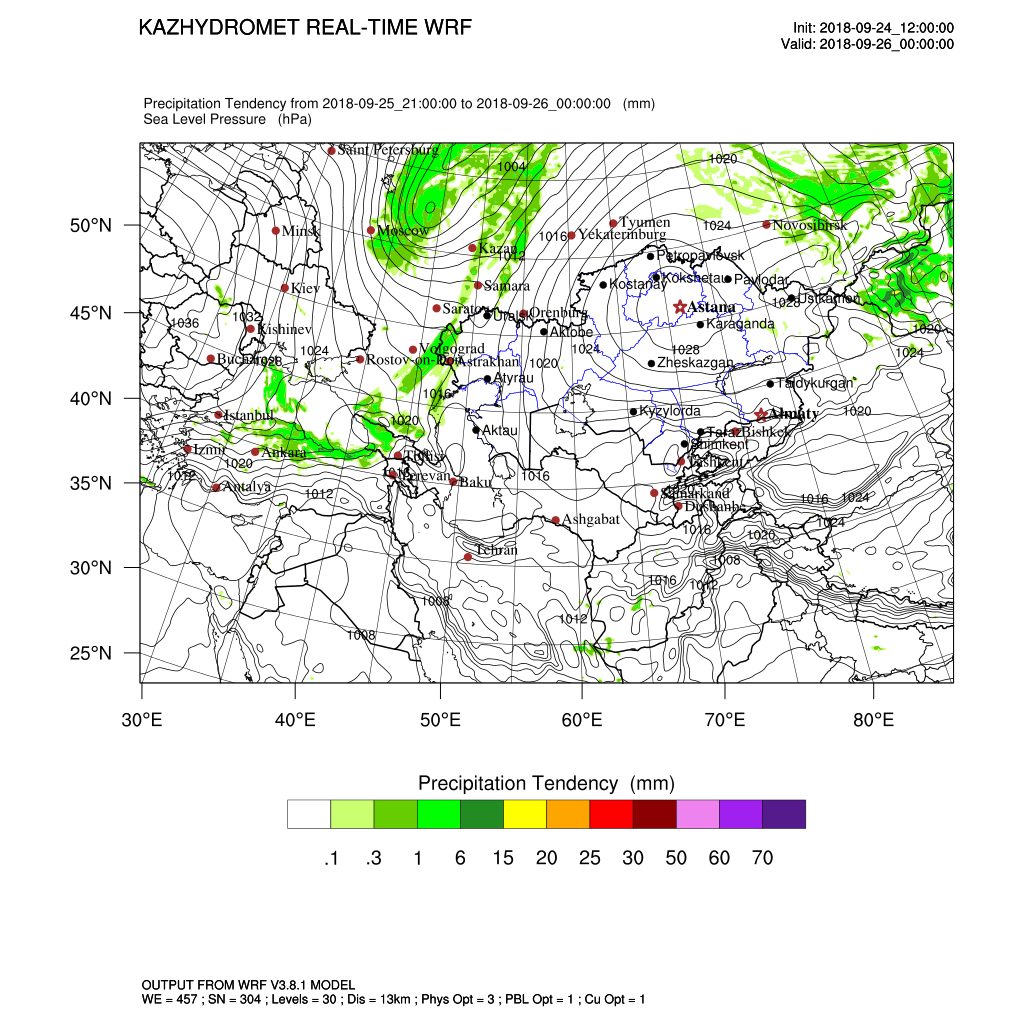 KAZHYDROMET REAL-TIME WRF
Init: 2018-09-24_12:00:00
Valid: 2018-09-26_00:00:00
Precipitation Tendency from 2018-09-25_21:00:00 to 2018-09-26_00:00:00 (mm)
Sea Level Pressure (hPa)
Saint Petersburg
1004
1020
50°N
Minsk
Moscow
Tyumen
1024
Novosibirsk
1016
Yekaterinburg
Kazan
1012
Petropavlovsk
Kiev
Samara
Kostanay
Kokshetau
Pavlodar
Ustkamen
1028
45°N
Saratov
Uralsk
Orenburg
Astana
1036
1032
Kishinev
Aktobe
Karaganda
1020
Bucharest
1028
1024
Rostov-on-Don
Volgograd
Astrakhan
1020
1024
1028
Zheskazgan
1024
Atyrau
Taldykurgan
40°N
1016
Istanbul
1020
Kyzylorda
Almaty
1020
Aktau
Taraz
Bishkek
Izmir
Ankara
Tbilisi
Shimkent
1020
Tashkent
35°N
1012
Antalya
1012
Yerevan
Baku
1016
1020
Samarkand
Dushanbe
1016
1024
Ashgabat
1016
1024
1020
Tehran
1008
30°N
1016
1012
1008
1012
1008
25°N
30°E
40°E
50°E
60°E
70°E
80°E
Precipitation Tendency (mm)
.1 .3 1 6 15 20 25 30 50 60 70
OUTPUT FROM WRF V3.8.1 MODEL
WE = 457 ; SN = 304 ; Levels = 30 ; Dis = 13km ; Phys Opt = 3 ; PBL Opt = 1 ; Cu Opt = 1